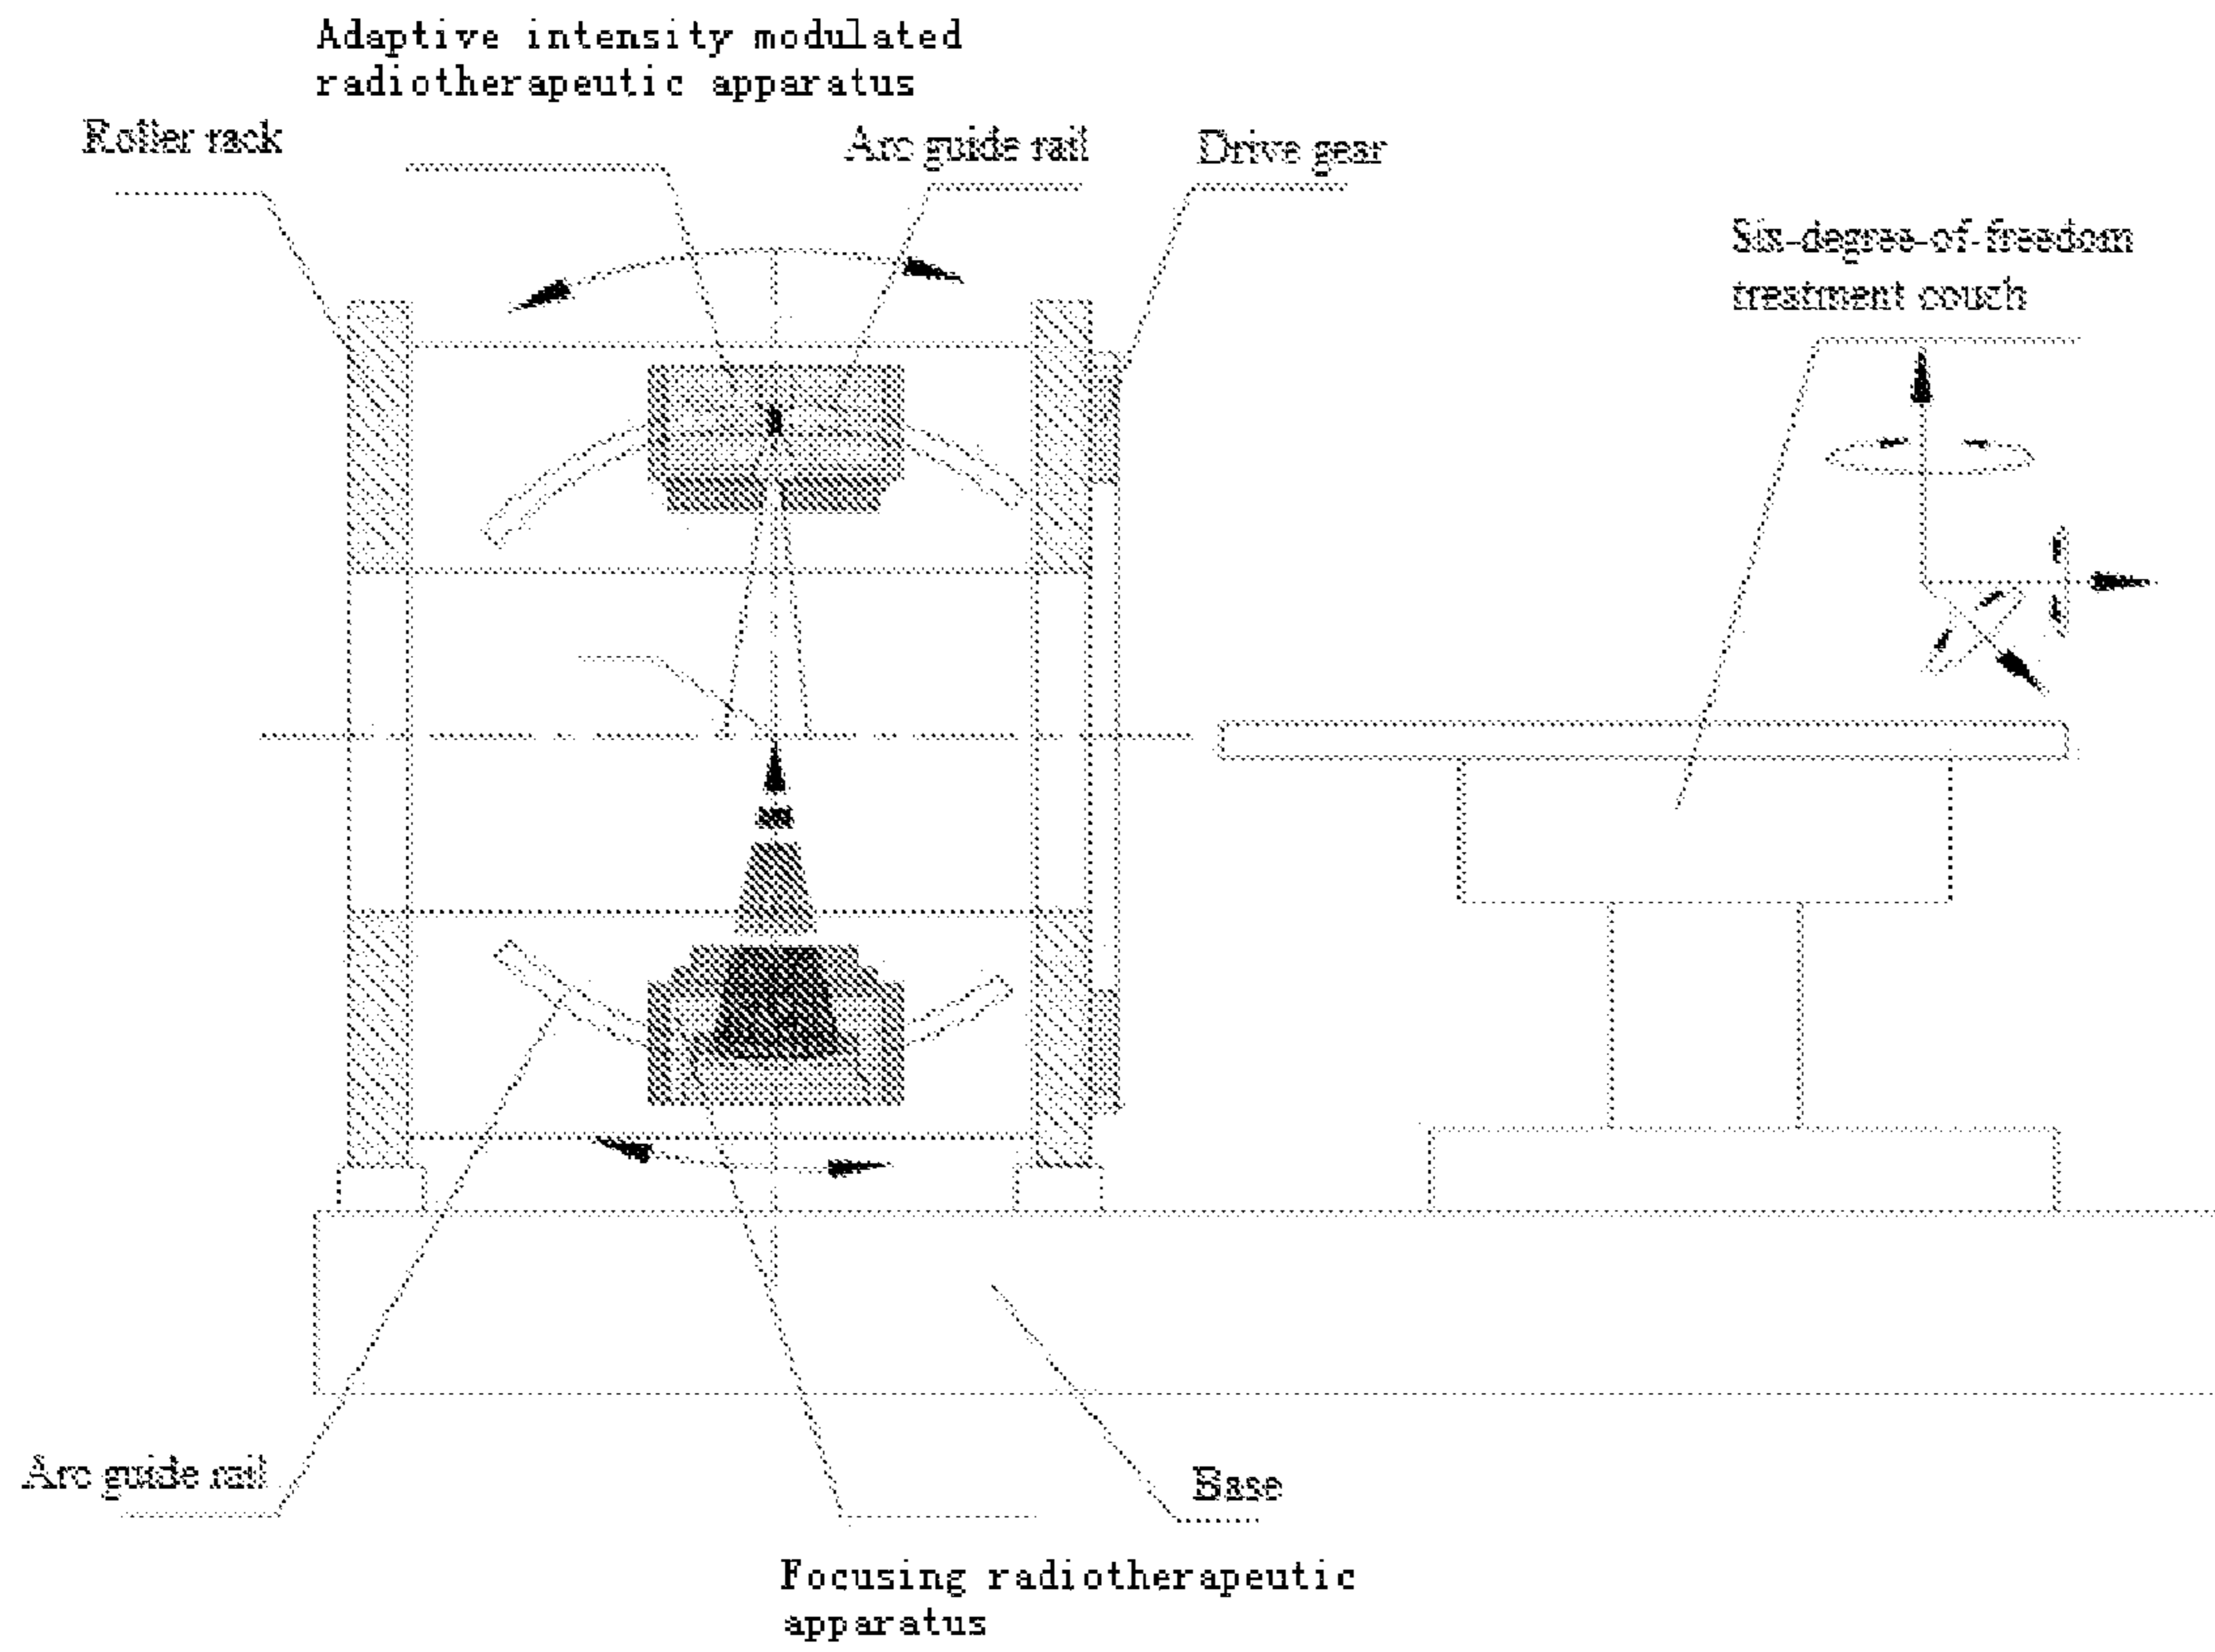 Adaptive intensity modulated
radiotherapeutic apparatus
Roller rack
Arc guide rail
Drive gear
Six-degree-of-freedom
treatment couch
Arc guide rail
Base
Focusing radiotherapeutic
apparatus